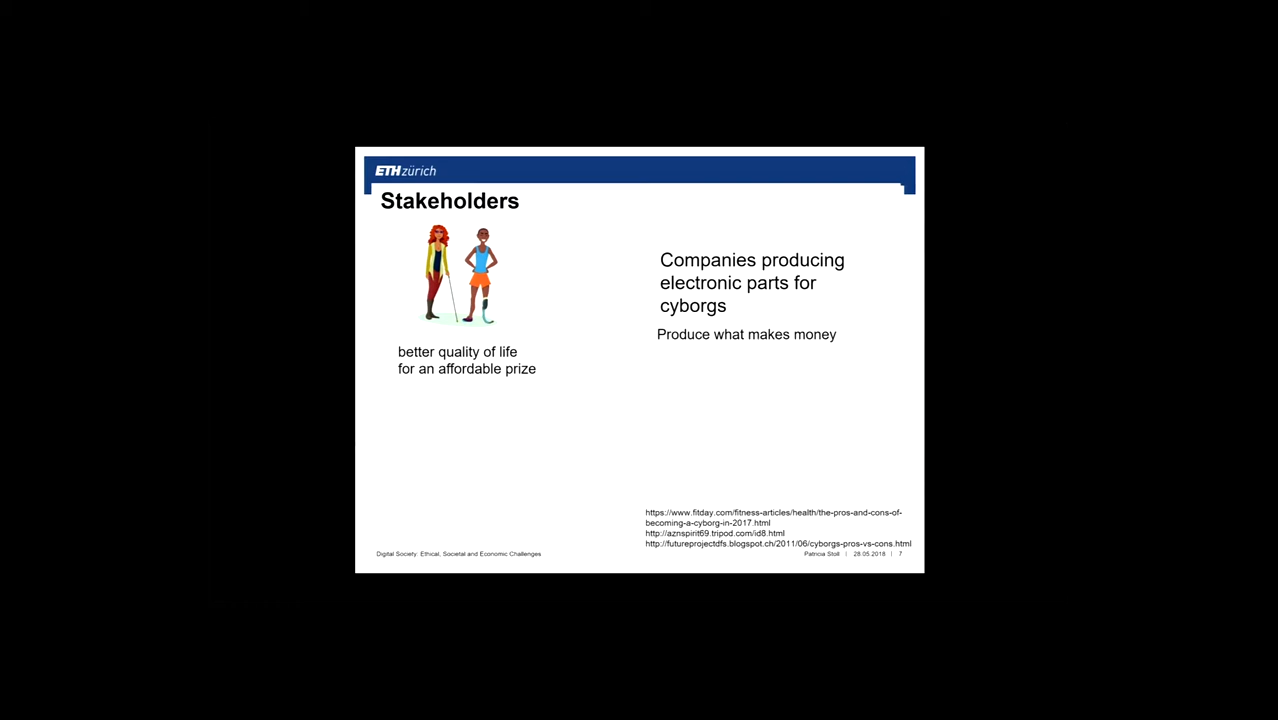 ETH zürich
Stakeholders
better quality of life
for an affordable prize
Companies producing
electronic parts for
cyborgs
Produce what makes money
https://www.fitday.com/fitness-articles/health/the-pros-and-cons-of-
becoming-a-cyborg-in-2017.html
http://aznspirit69.tripod.com/id8.html
http://futureprojectdfs.blogspot.ch/2011/06/cyborgs-pros-vs-cons.html
Digital Society: Ethical, Societal and Economic Challenges
Patricia Stoll | 28.05.2018 | 7